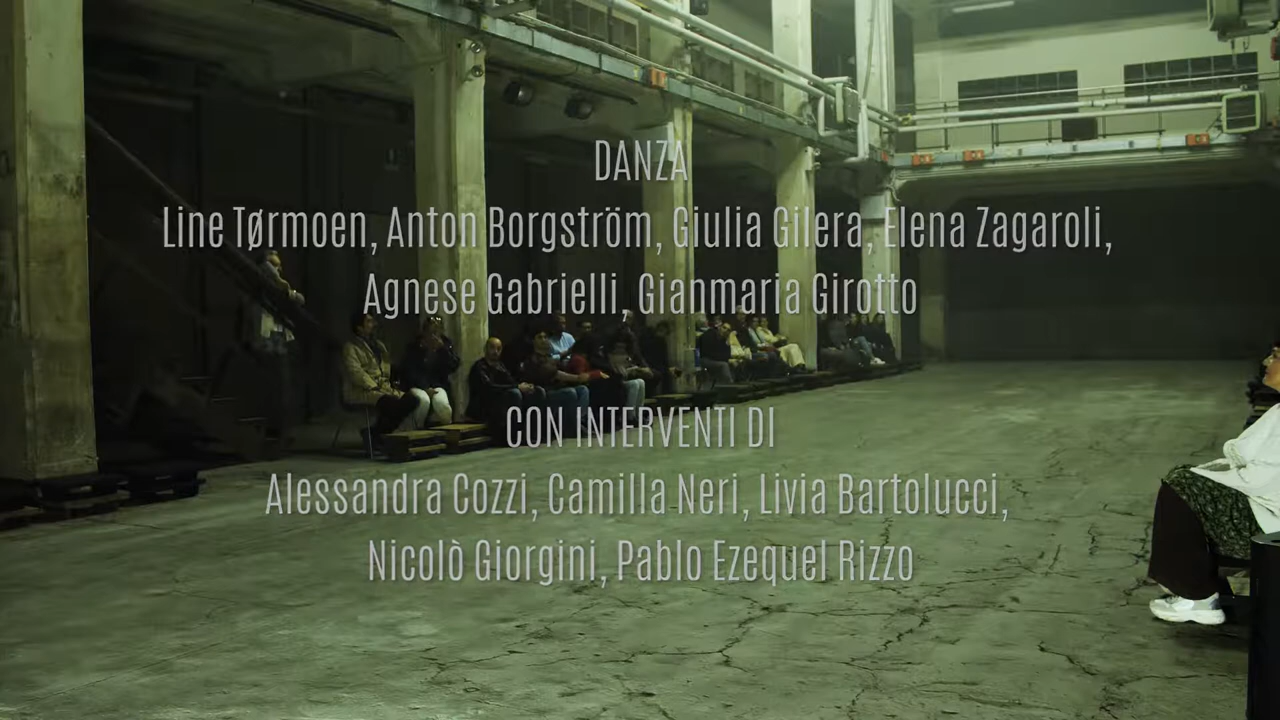 DANZA
Line Tørmoen, Anton Borgström, Giulia Gilera, Elena Zagaroli,
Agnese Gabrielli, Gianmaria Girotto
CON INTERVENTI DI
Alessandra Cozzi, Camilla Neri, Livia Bartolucci,
Nicolò Giorgini, Pablo Ezequel Rizzo